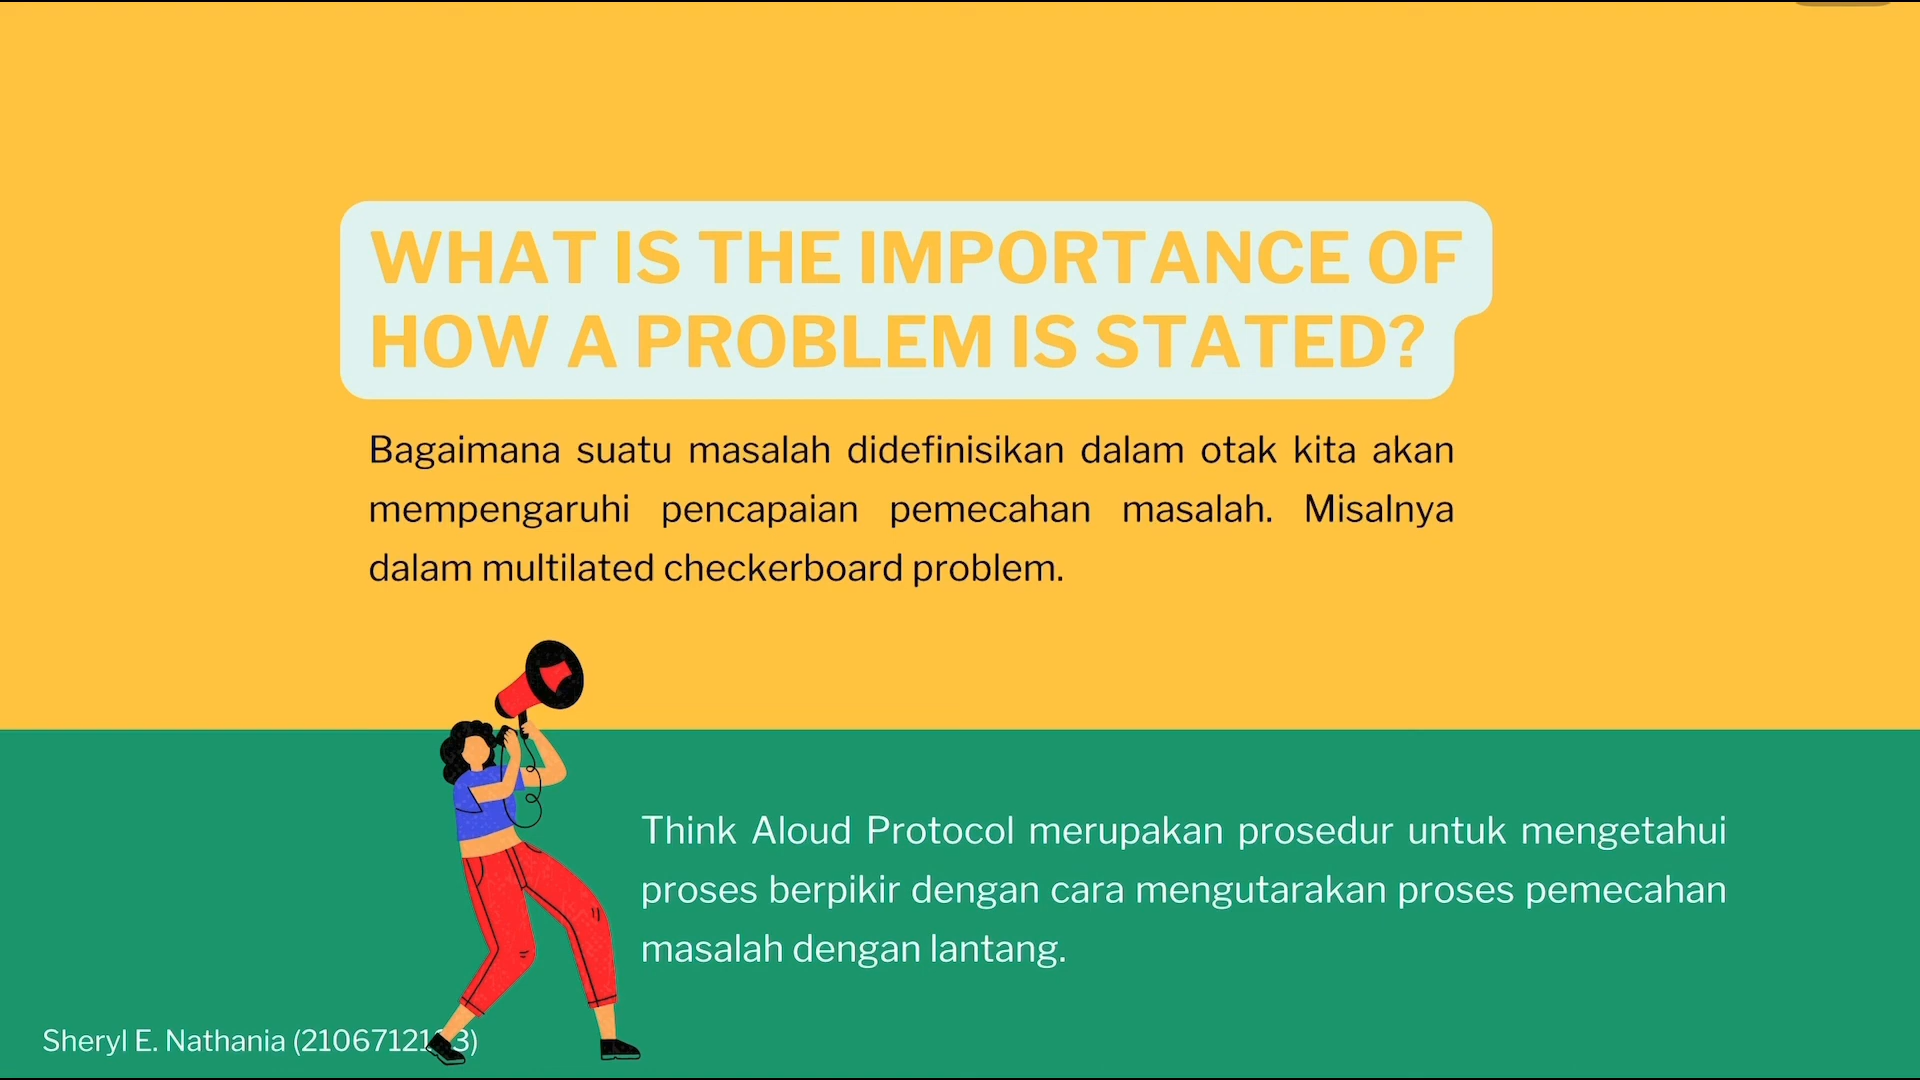 WHAT IS THE IMPORTANCE OF
HOW A PROBLEM IS STATED?
Bagaimana suatu masalah didefinisikan dalam otak kita akan
mempengaruhi pencapaian pemecahan masalah. Misalnya
dalam multilated checkerboard problem.
Think Aloud Protocol merupakan prosedur untuk mengetahui
proses berpikir dengan cara mengutarakan proses pemecahan
masalah dengan lantang.
Sheryl E. Nathania